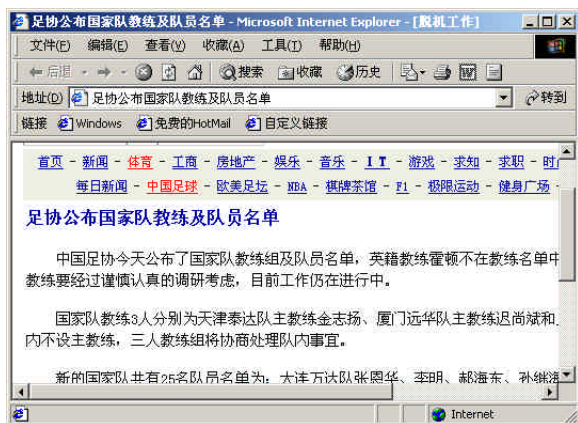 足协公布国家队教练及队员名单 - Microsoft Internet Explorer - [脱机工作]
文件(F) 编辑(E) 查看(V) 收藏(A) 工具(T) 帮助(H)
后退 搜索 收藏 历史
地址(D) 足协公布国家队教练及队员名单 转到
链接 Windows 免费的HotMail 自定义链接
首页 - 新闻 - 体育 - 工商 - 房地产 - 娱乐 - 音乐 - I T - 游戏 - 求知 - 求职 - 时
每日新闻 - 中国足球 - 欧美足坛 - NBA - 棋牌茶馆 - F1 - 极限运动 - 健身广场 -
足协公布国家队教练及队员名单
中国足协今天公布了国家队教练组及队员名单，英籍教练霍顿不在教练名单中
教练要经过谨慎认真的调研考虑，目前工作仍在进行中。
国家队教练3人分别为天津泰达队主教练金志扬、厦门远华队主教练迟尚斌和
内不设主教练，三人教练组将协商处理队内事宜。
新的国家队共有25名队员名单为：大连万达队张恩华、李明、郝海东、孙继海
Internet